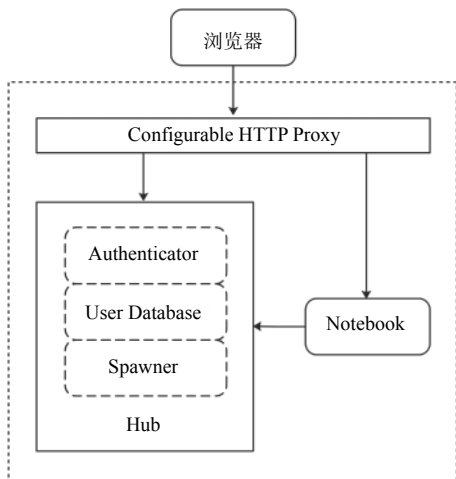 浏览器
Configurable HTTP Proxy
Authenticator
User Database
Spawner
Hub
Notebook